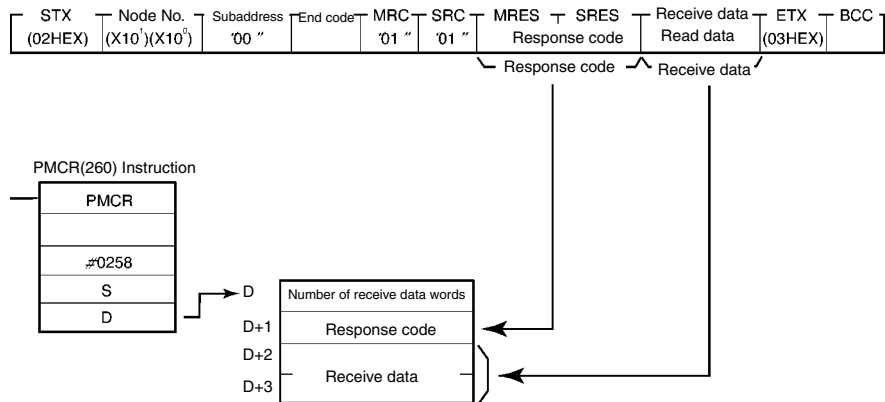 STX Node No. Subaddress End code MRC SRC MRES SRES Receive data ETX BCC
(02HEX) (X10¹)(X10⁰) '00" '01" '01" Response code Read data (03HEX)
Response code Receive data
PMCR(260) Instruction
PMCR
#0258
S
D
D Number of receive data words
D+1 Response code
D+2
Receive data
D+3